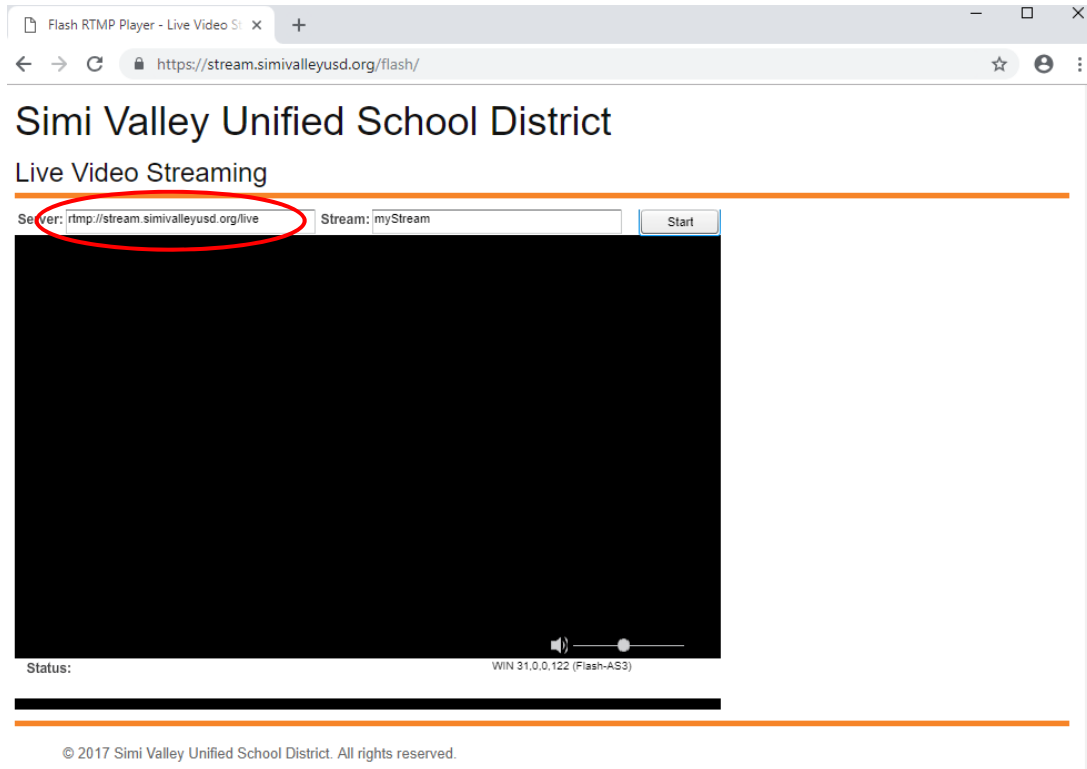 Flash RTMP Player - Live Video St
https://stream.simivalleyusd.org/flash/
Simi Valley Unified School District
Live Video Streaming
Server: rtmp://stream.simivalleyusd.org/live Stream: myStream Start
Status: WIN 31,0,0,122 (Flash-AS3)
© 2017 Simi Valley Unified School District. All rights reserved.